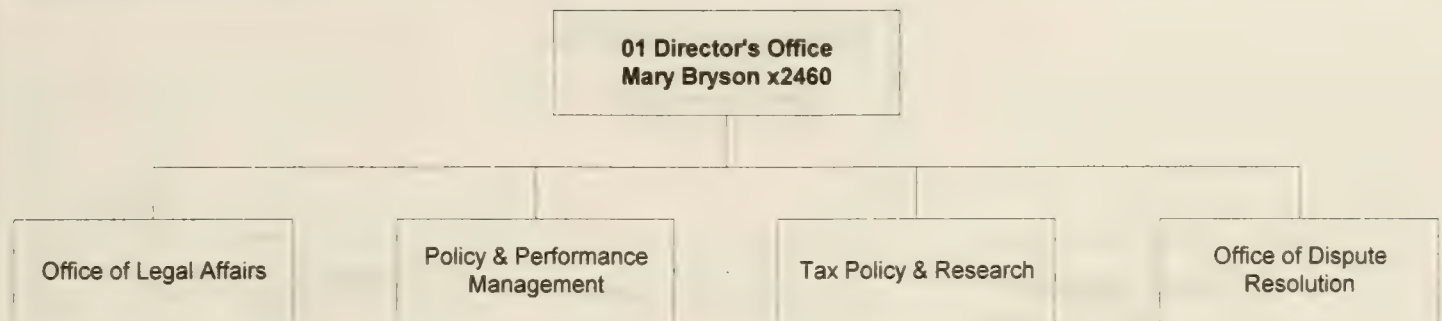 01 Director's Office
Mary Bryson x2460
Office of Legal Affairs
Policy & Performance
Management
Tax Policy & Research
Office of Dispute
Resolution